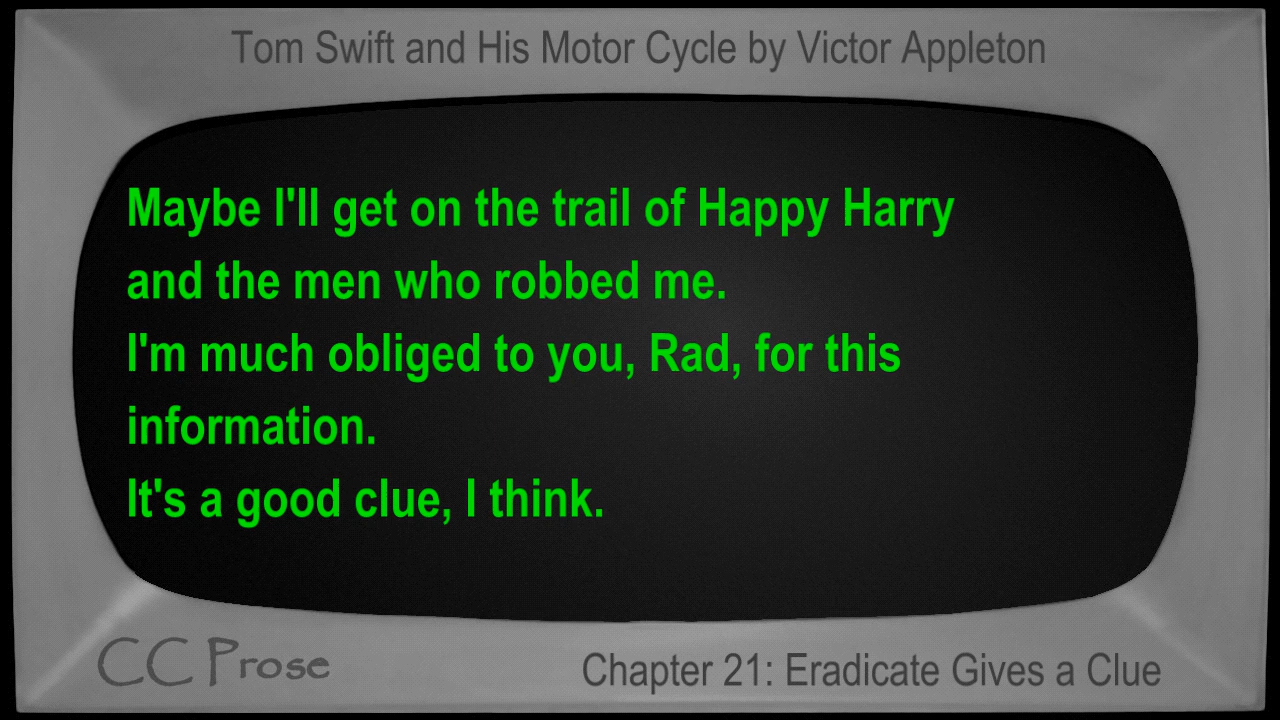 Tom Swift and His Motor Cycle by Victor Appleton
Maybe I'll get on the trail of Happy Harry
and the men who robbed me.
I'm much obliged to you, Rad, for this
information.
It's a good clue, I think.
CC Prose
Chapter 21: Eradicate Gives a Clue